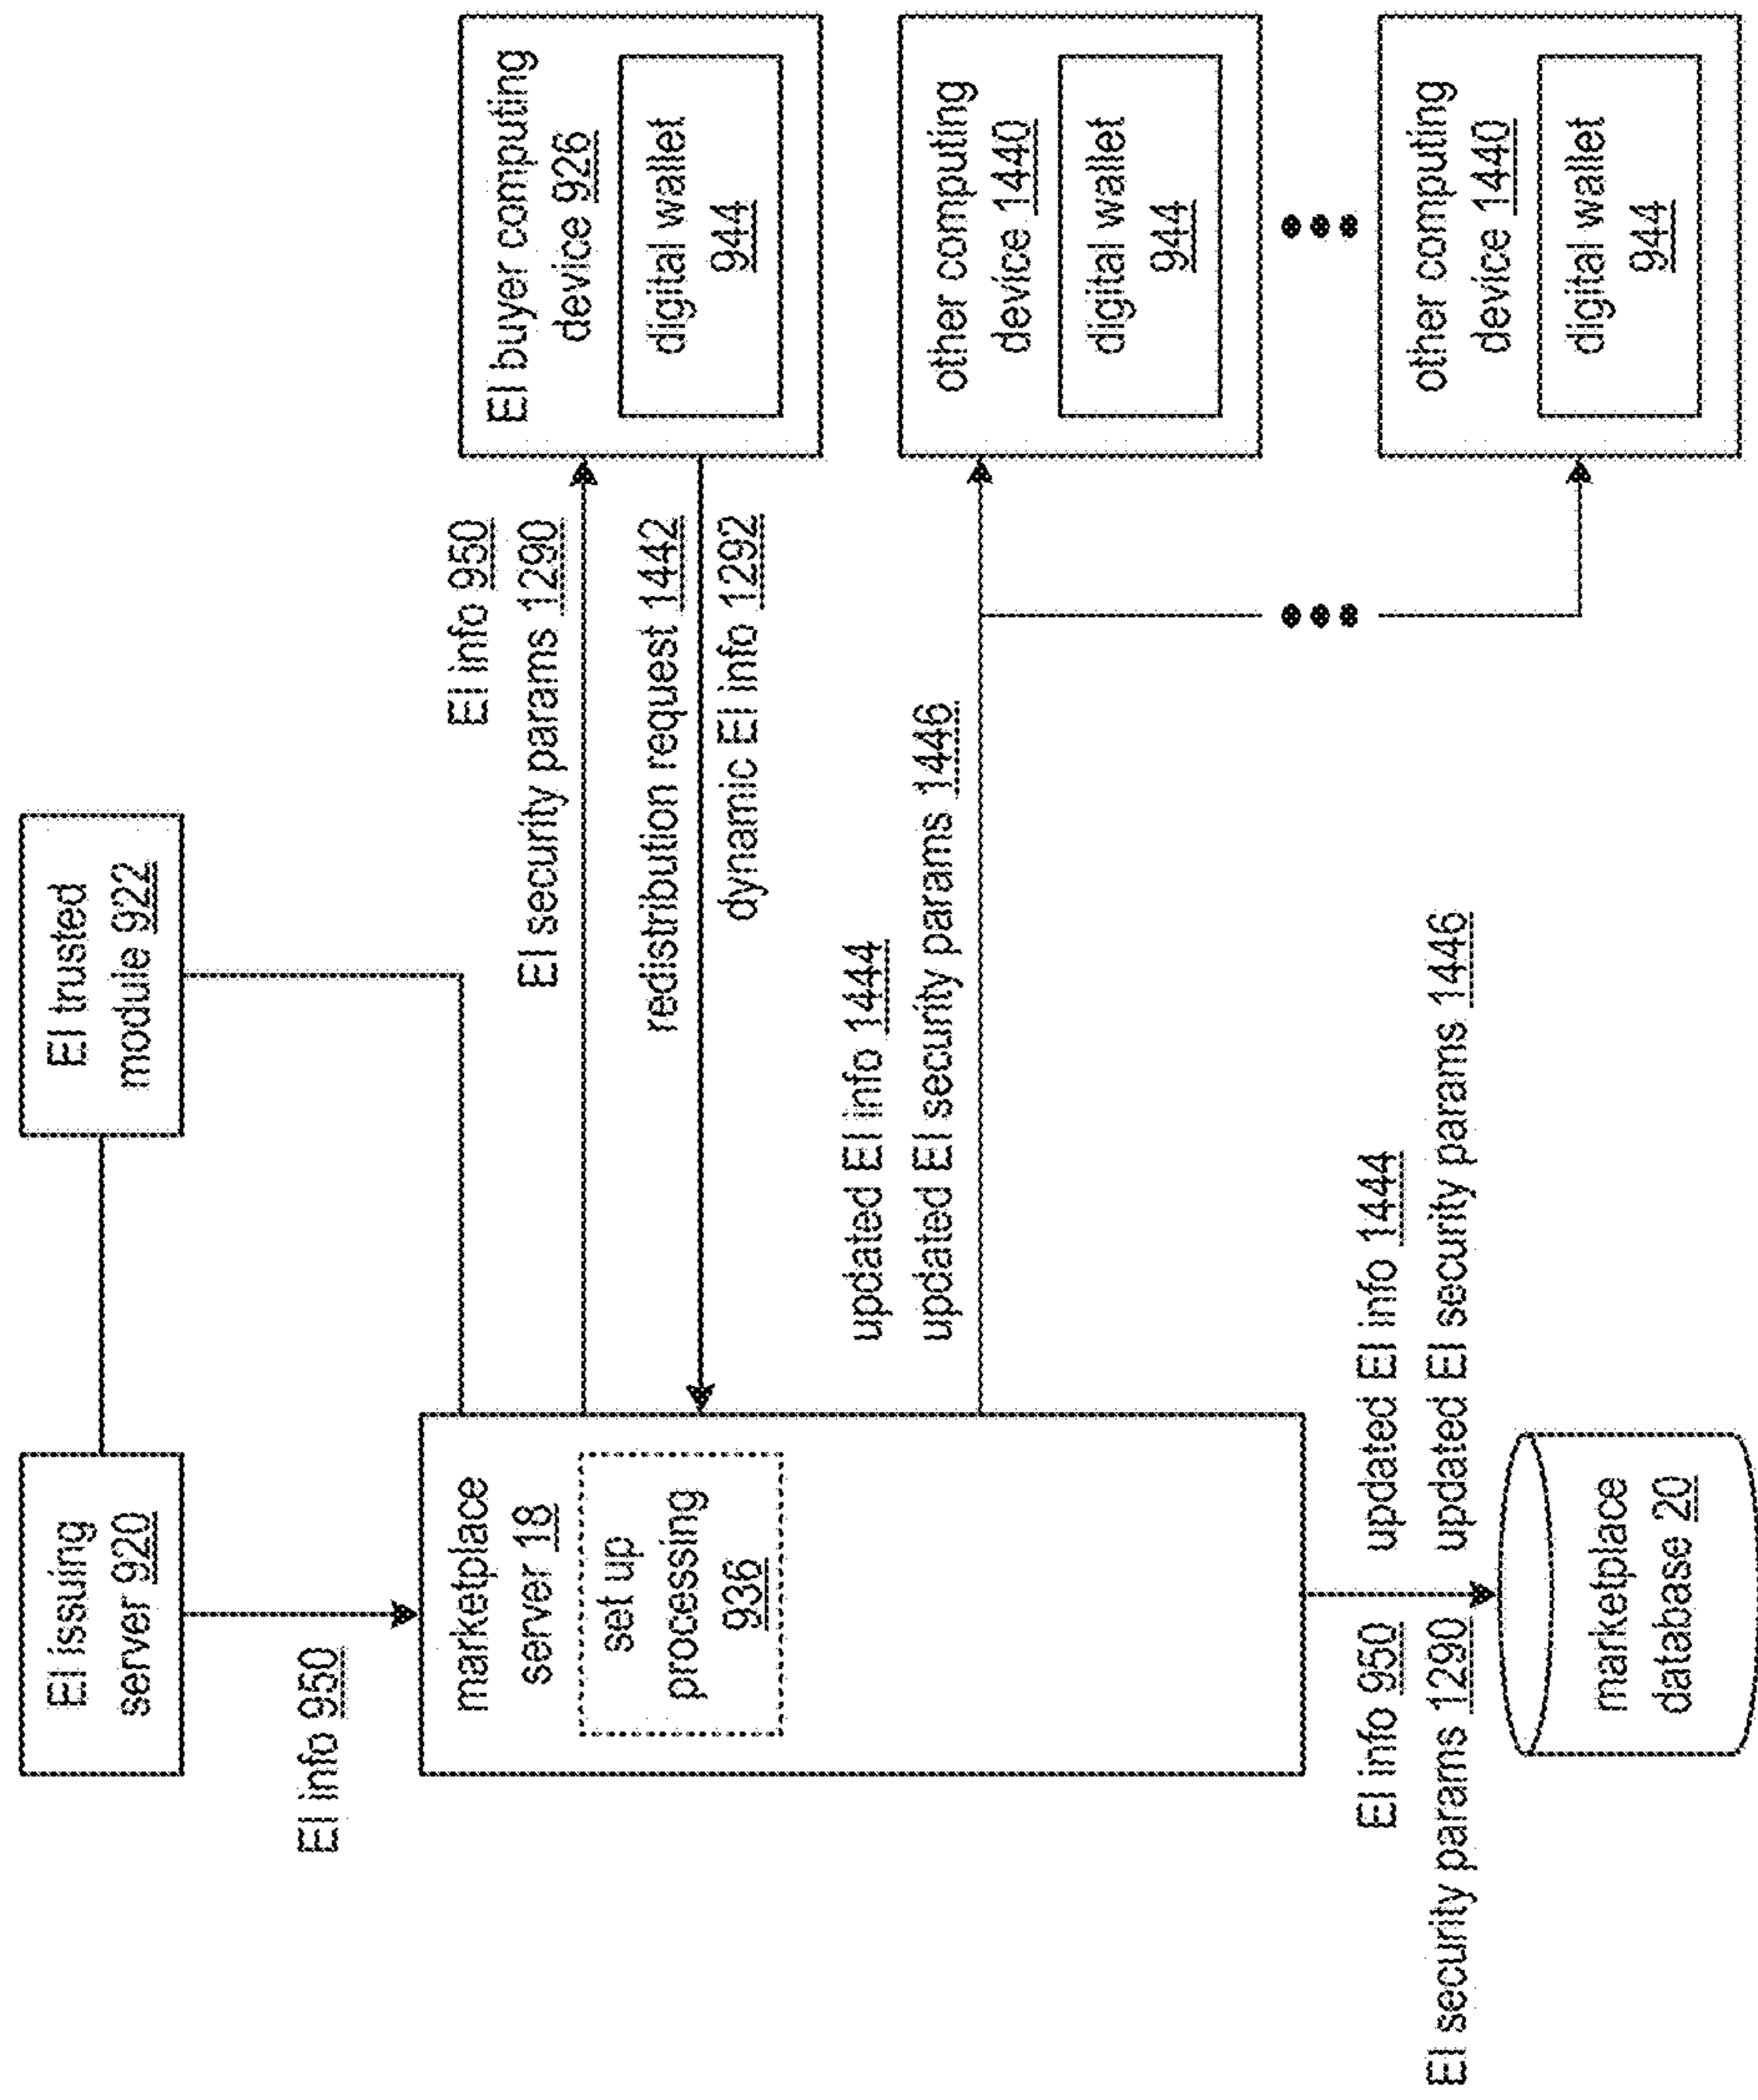 EI issuing
server 920
EI trusted
module 922
EI info 950
marketplace
server 18
set up
processing
936
EI info 950
EI security params 1290
redistribution request 1442
dynamic EI info 1292
EI buyer computing
device 926
digital wallet
944
updated EI info 1444
updated EI security params 1446
other computing
device 1440
digital wallet
944
other computing
device 1440
digital wallet
944
EI info 950
EI security params 1290
updated EI info 1444
updated EI security params 1446
marketplace
database 20